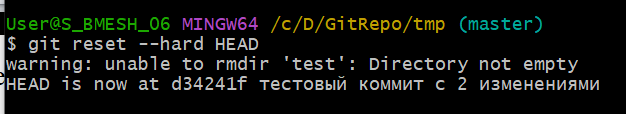 User@S_BMESH_06 MINGW64 /c/D/GitRepo/tmp (master)
$ git reset --hard HEAD
warning: unable to rmdir 'test': Directory not empty
HEAD is now at d34241f тестовый коммит с 2 изменениями